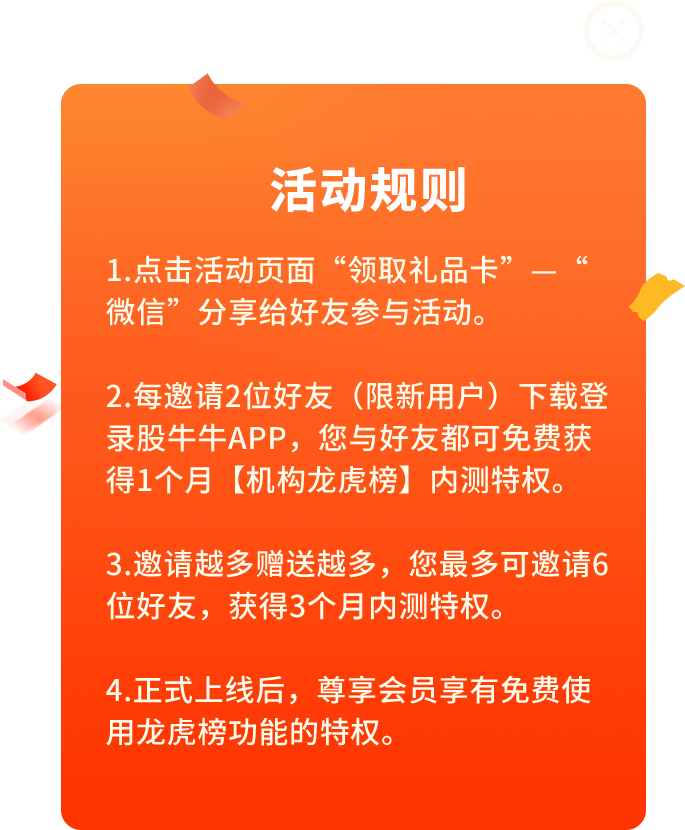 活动规则
1.点击活动页面“领取礼品卡”—“
微信”分享给好友参与活动。
2.每邀请2位好友（限新用户）下载登
录股牛牛APP，您与好友都可免费获
得1个月【机构龙虎榜】内测特权。
3.邀请越多赠送越多，您最多可邀请6
位好友，获得3个月内测特权。
4.正式上线后，尊享会员享有免费使
用龙虎榜功能的特权。